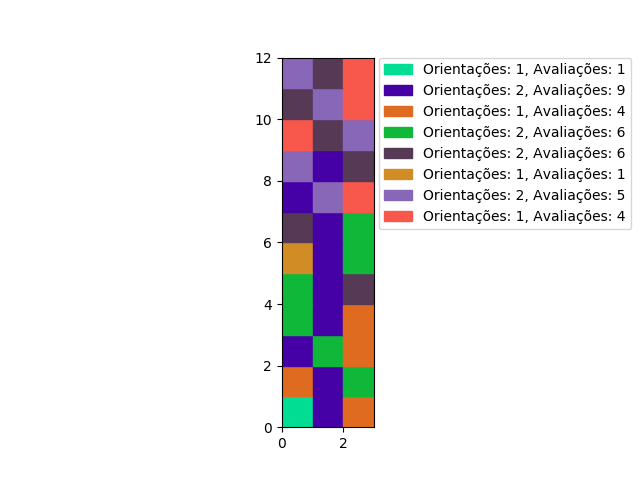 12
10
8
6
4
2
0
0 2
Orientações: 1, Avaliações: 1
Orientações: 2, Avaliações: 9
Orientações: 1, Avaliações: 4
Orientações: 2, Avaliações: 6
Orientações: 2, Avaliações: 6
Orientações: 1, Avaliações: 1
Orientações: 2, Avaliações: 5
Orientações: 1, Avaliações: 4